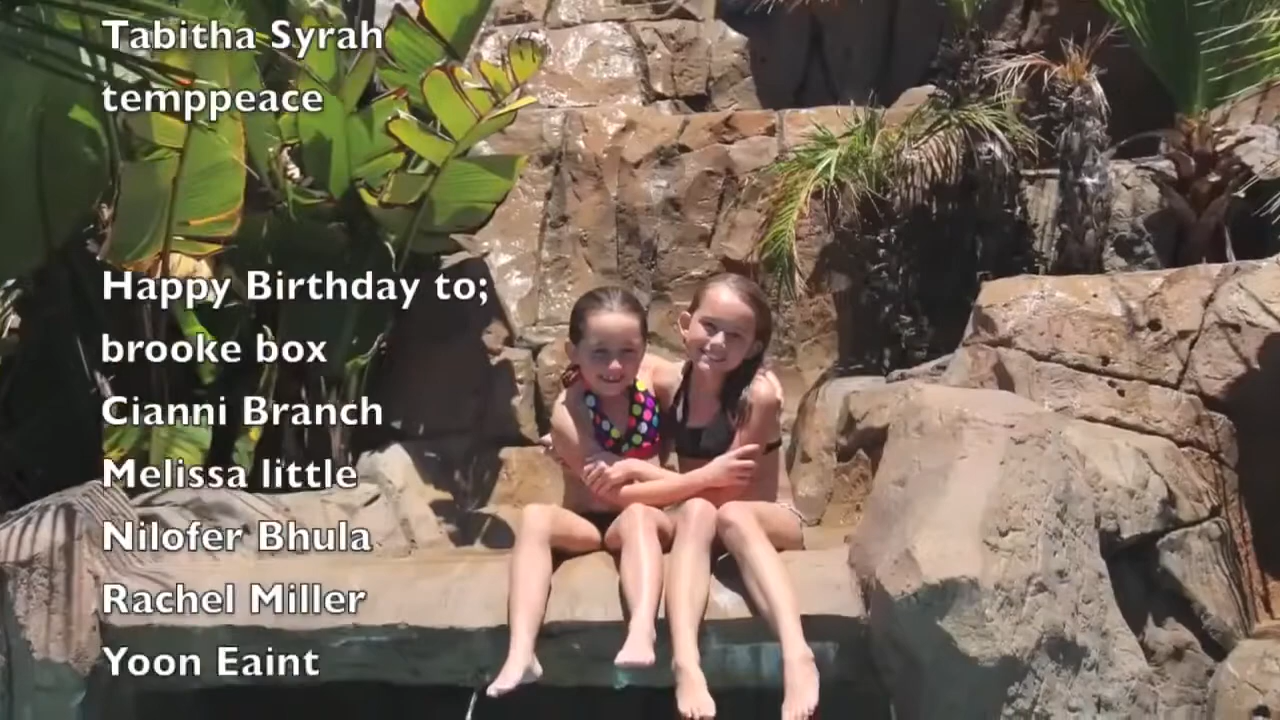 Tabitha Syrah
temppeace
Happy Birthday to;
brooke box
Cianni Branch
Melissa little
Nilofer Bhula
Rachel Miller
Yoon Eaint